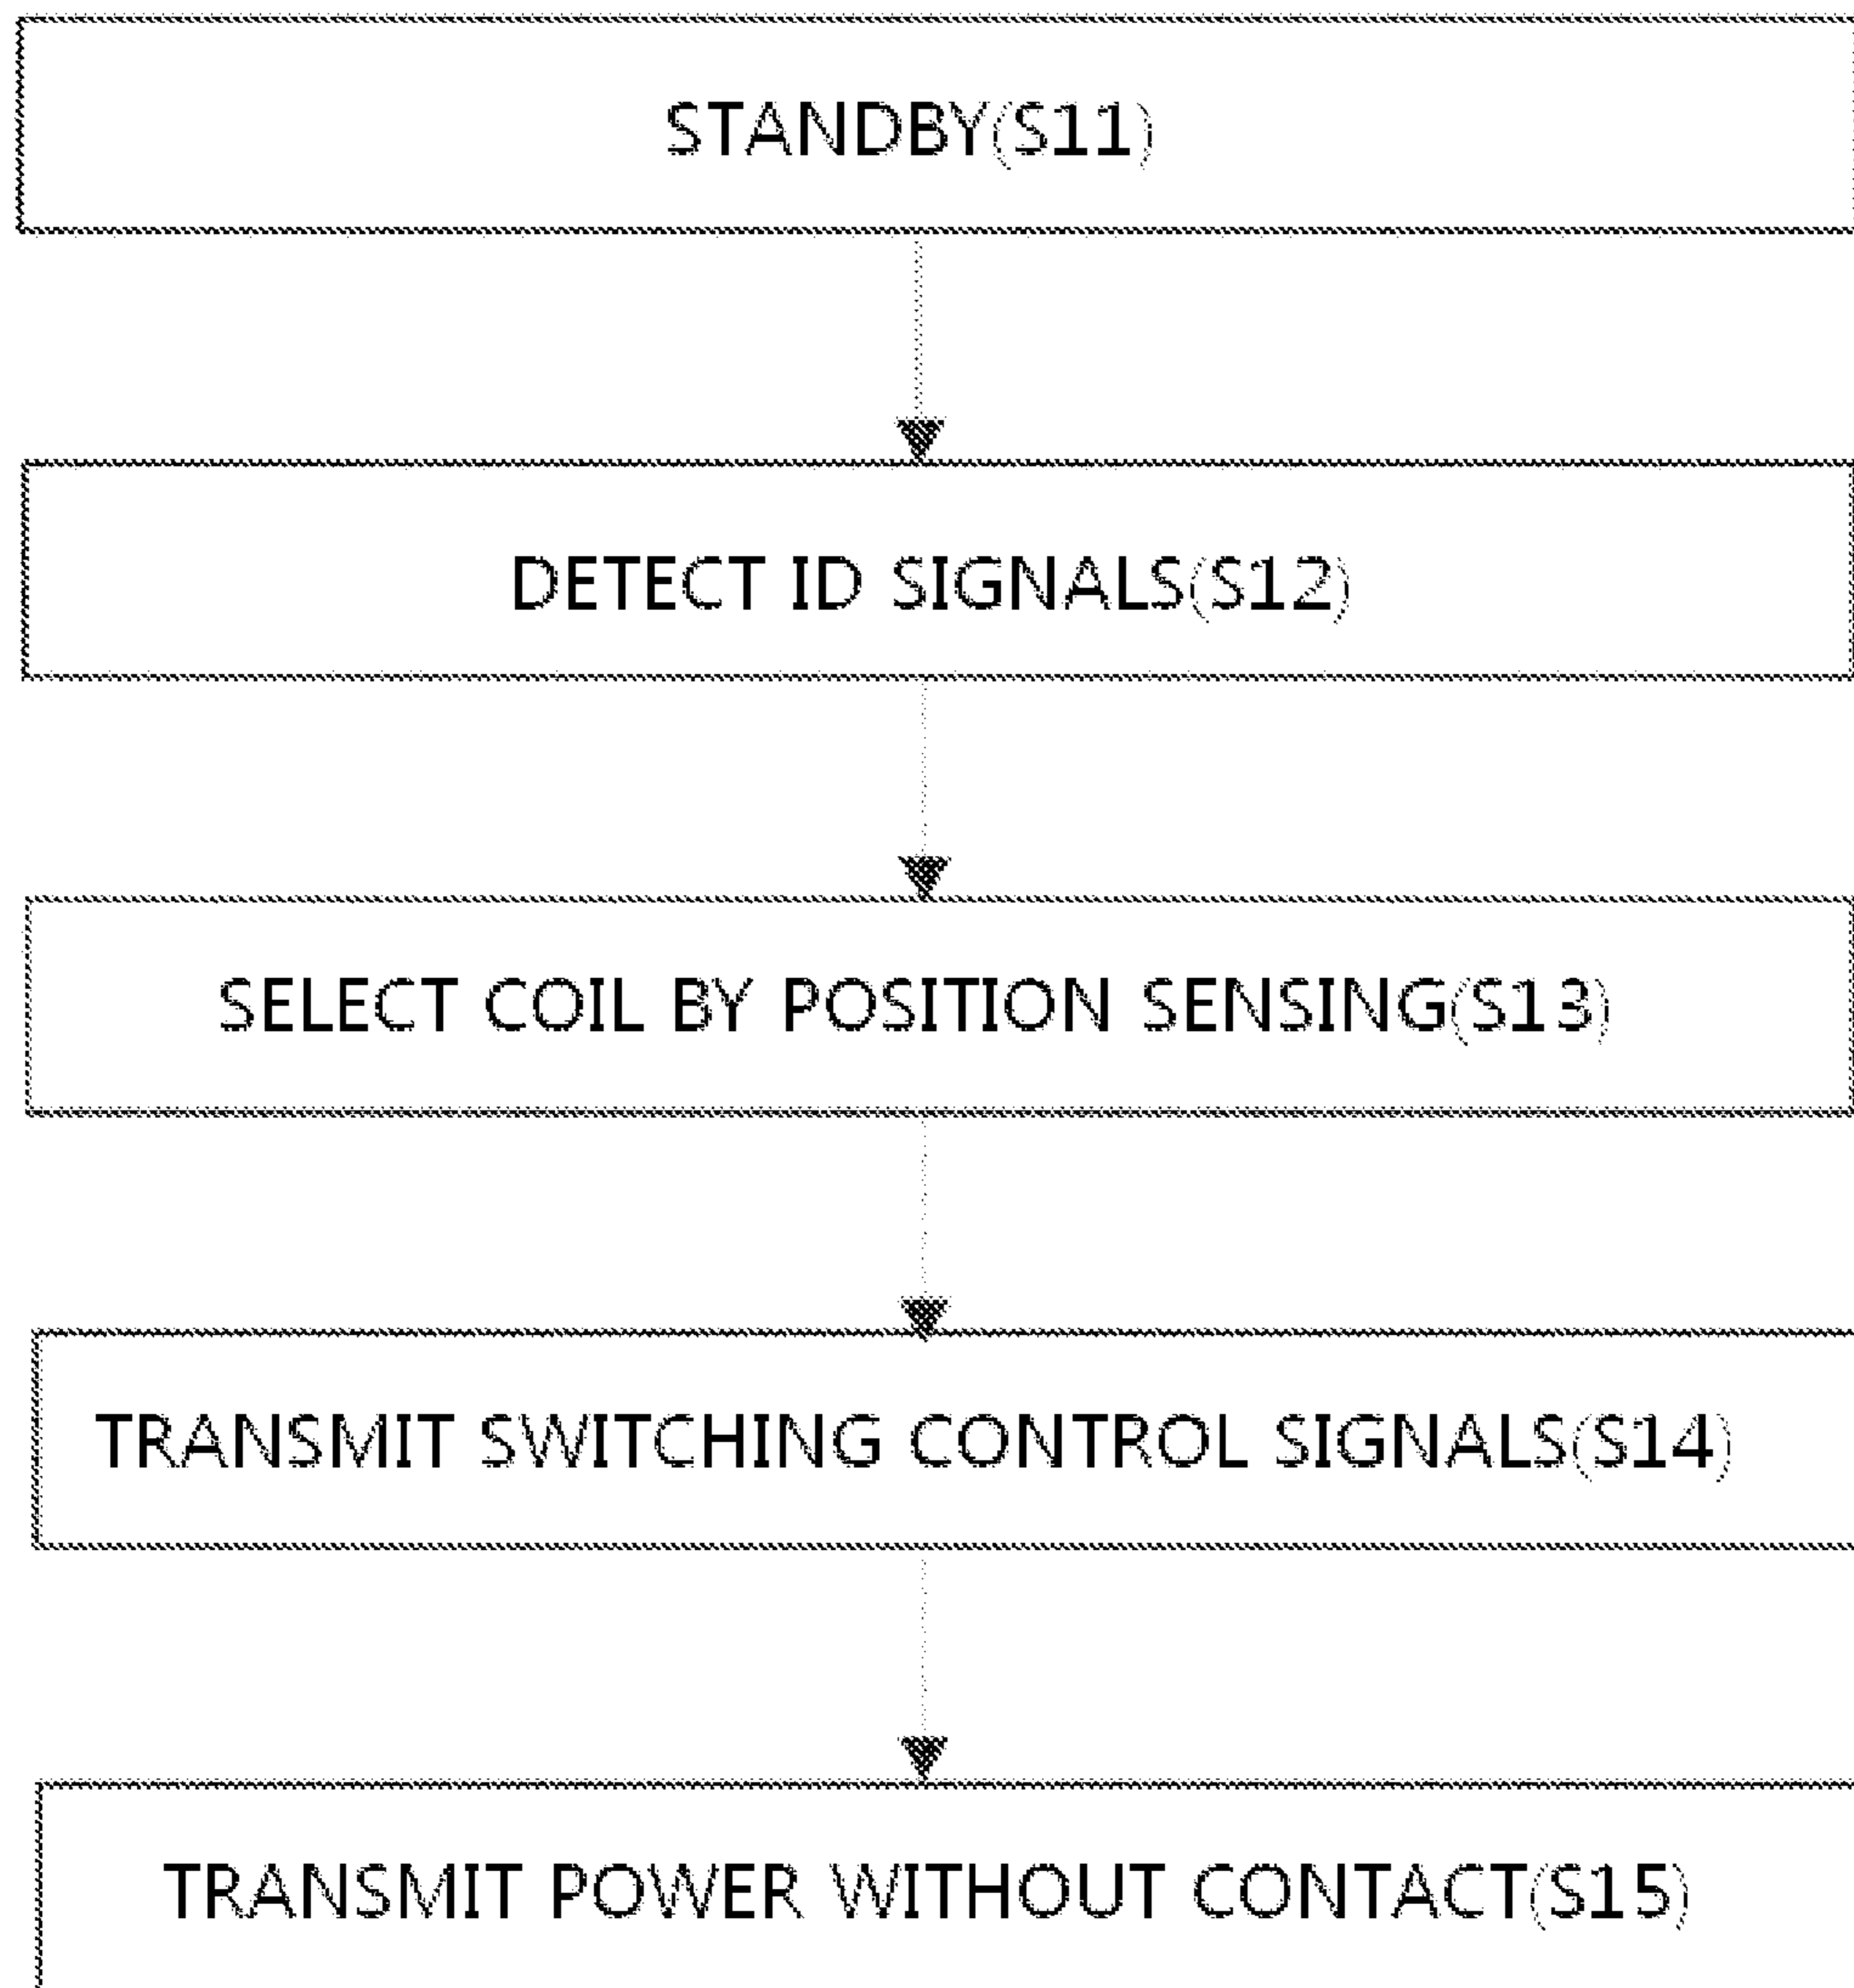 STANDBY(S11)
DETECT ID SIGNALS(S12)
SELECT COIL BY POSITION SENSING(S13)
TRANSMIT SWITCHING CONTROL SIGNALS(S14)
TRANSMIT POWER WITHOUT CONTACT(S15)